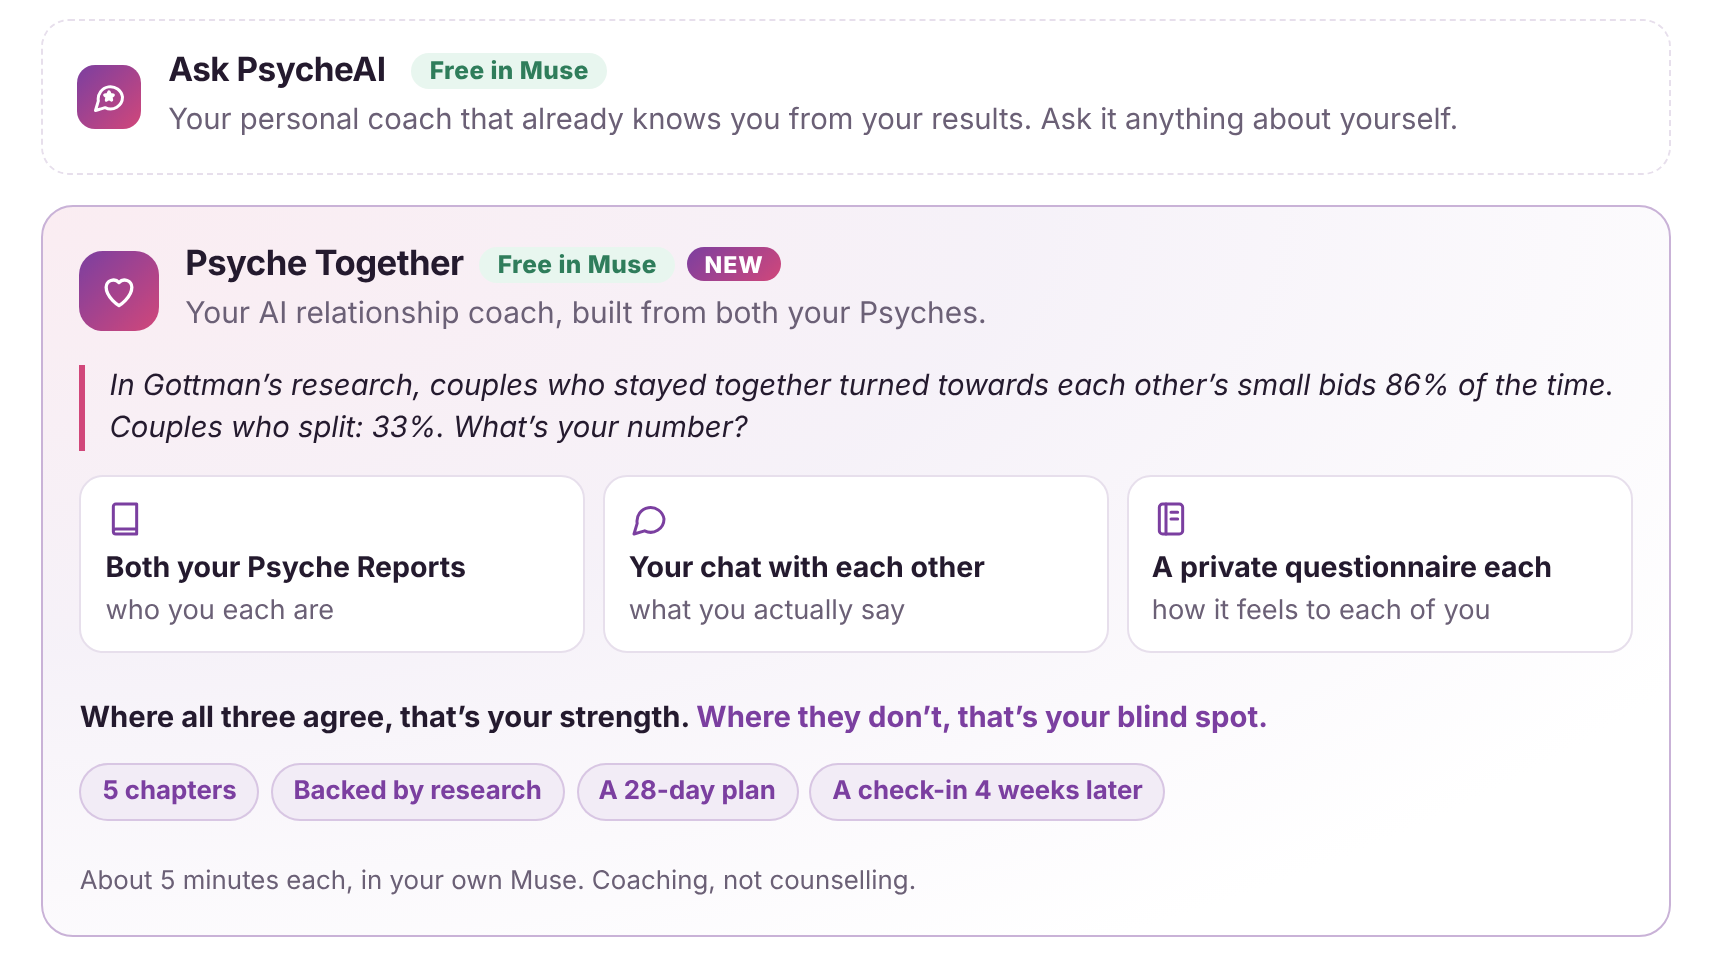 Ask PsycheAI Free in Muse
Your personal coach that already knows you from your results. Ask it anything about yourself.
Psyche Together Free in Muse NEW
Your AI relationship coach, built from both your Psyches.
In Gottman’s research, couples who stayed together turned towards each other’s small bids 86% of the time.
Couples who split: 33%. What’s your number?
Both your Psyche Reports
who you each are
Your chat with each other
what you actually say
A private questionnaire each
how it feels to each of you
Where all three agree, that’s your strength. Where they don’t, that’s your blind spot.
5 chapters
Backed by research
A 28-day plan
A check-in 4 weeks later
About 5 minutes each, in your own Muse. Coaching, not counselling.